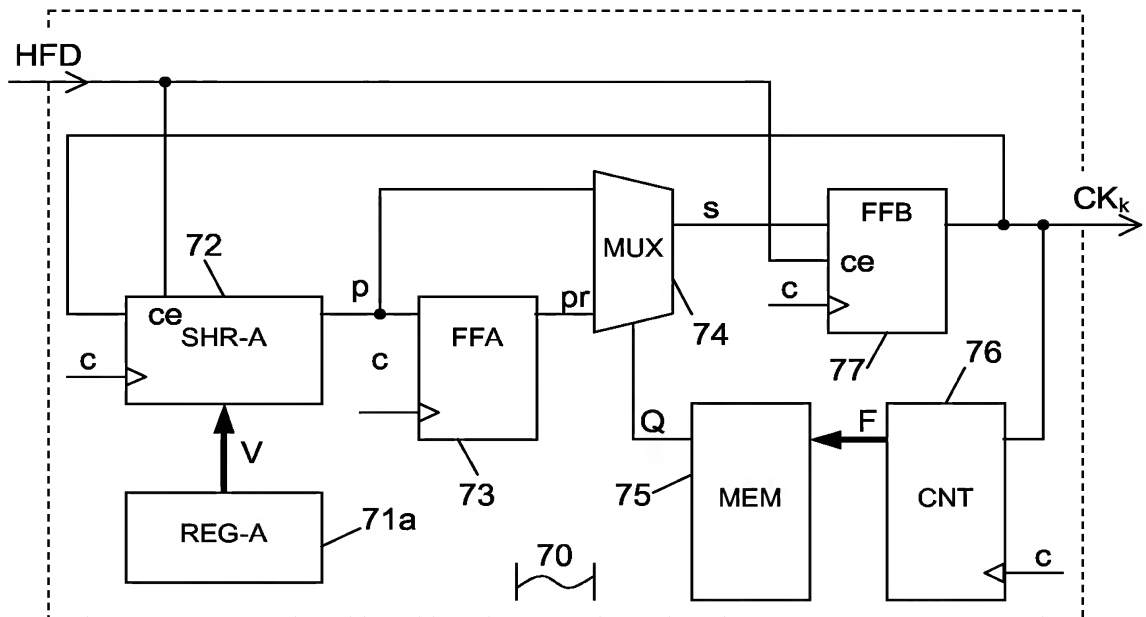 HFD
CKₖ
72
p
s
FFB
MUX
ce
ce
SHR-A
pr
c
FFA
74
c
c
77
76
V
Q
F
73
75
MEM
CNT
REG-A
71a
70
c